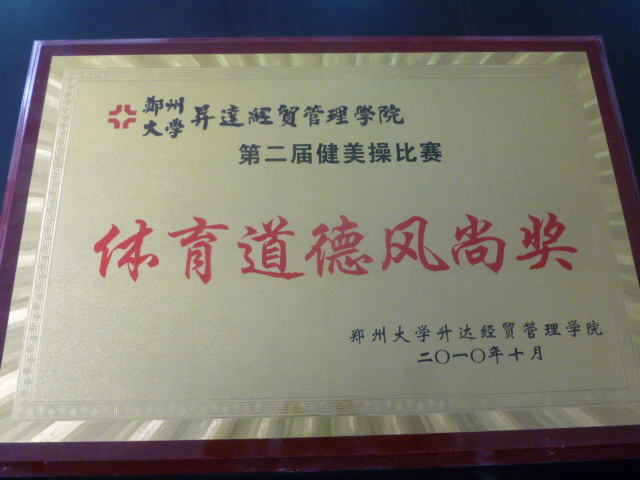 郑州大学昇達經貿管理學院
第二届健美操比赛
体育道德风尚奖
郑州大学升达经贸管理学院
二〇一〇年十月